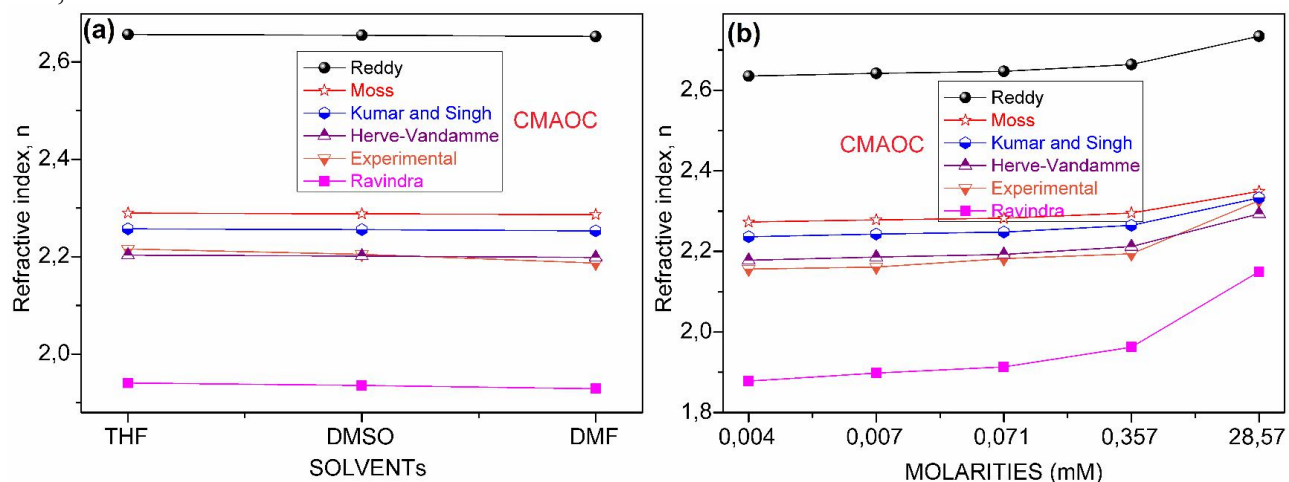 (a)
Refractive index, n
2,6
2,4
2,2
2,0
Reddy
Moss
Kumar and Singh
Herve-Vandamme
Experimental
Ravindra
CMAOC
THF
DMSO
DMF
SOLVENTs
(b)
Refractive index, n
2,6
2,4
2,2
2,0
1,8
Reddy
Moss
Kumar and Singh
Herve-Vandamme
Experimental
Ravindra
CMAOC
0,004
0,007
0,071
0,357
28,57
MOLARITIES (mM)